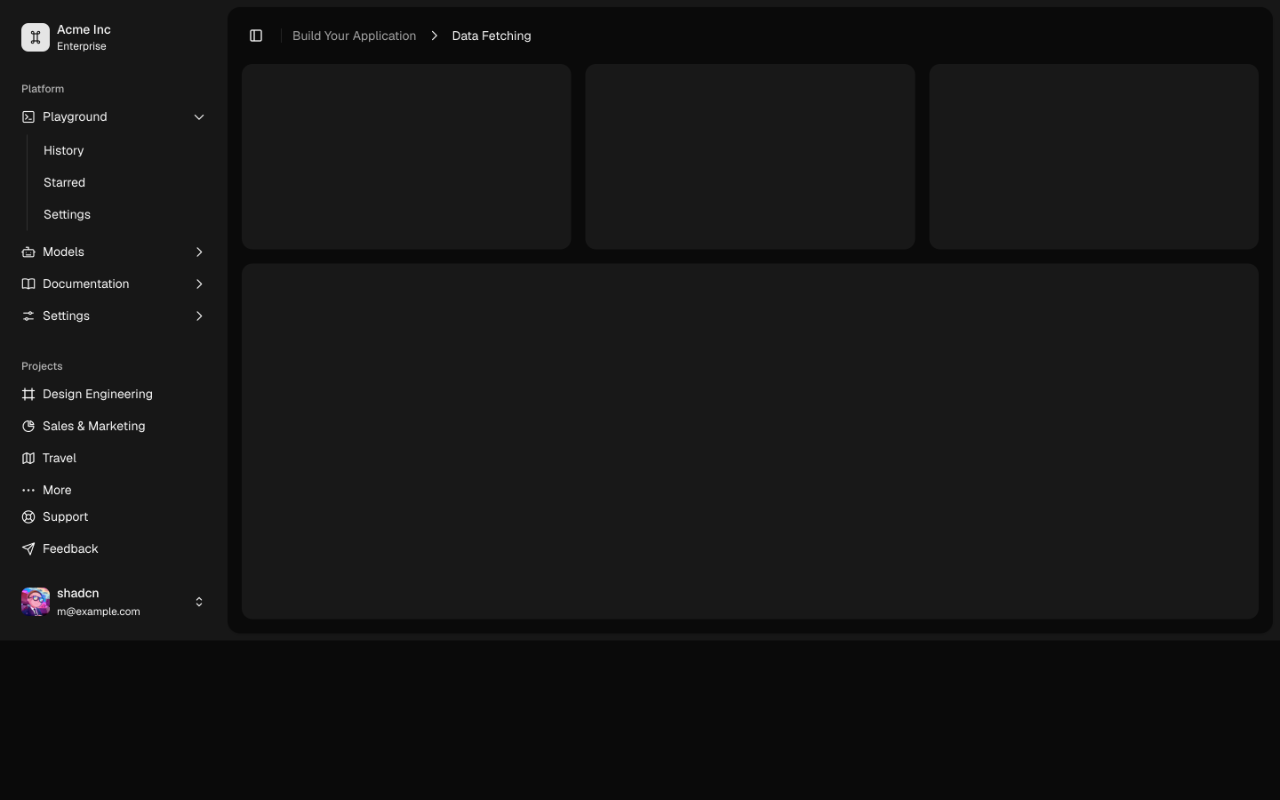 Acme Inc
Enterprise
Platform
Playground
History
Starred
Settings
Models
Documentation
Settings
Projects
Design Engineering
Sales & Marketing
Travel
More
Support
Feedback
shadcn
m@example.com
Build Your Application
Data Fetching